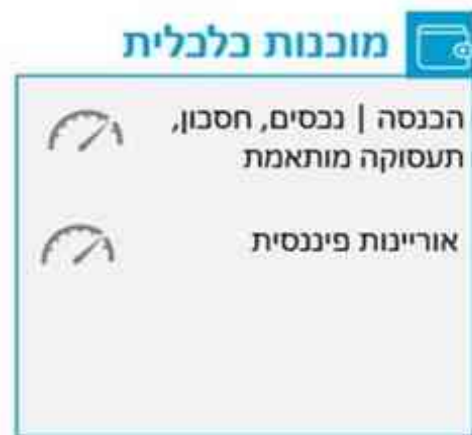 מוכנות כלכלית
הכנסה | נכסים, חסכון,
תעסוקה מותאמת
אוריינות פיננסית